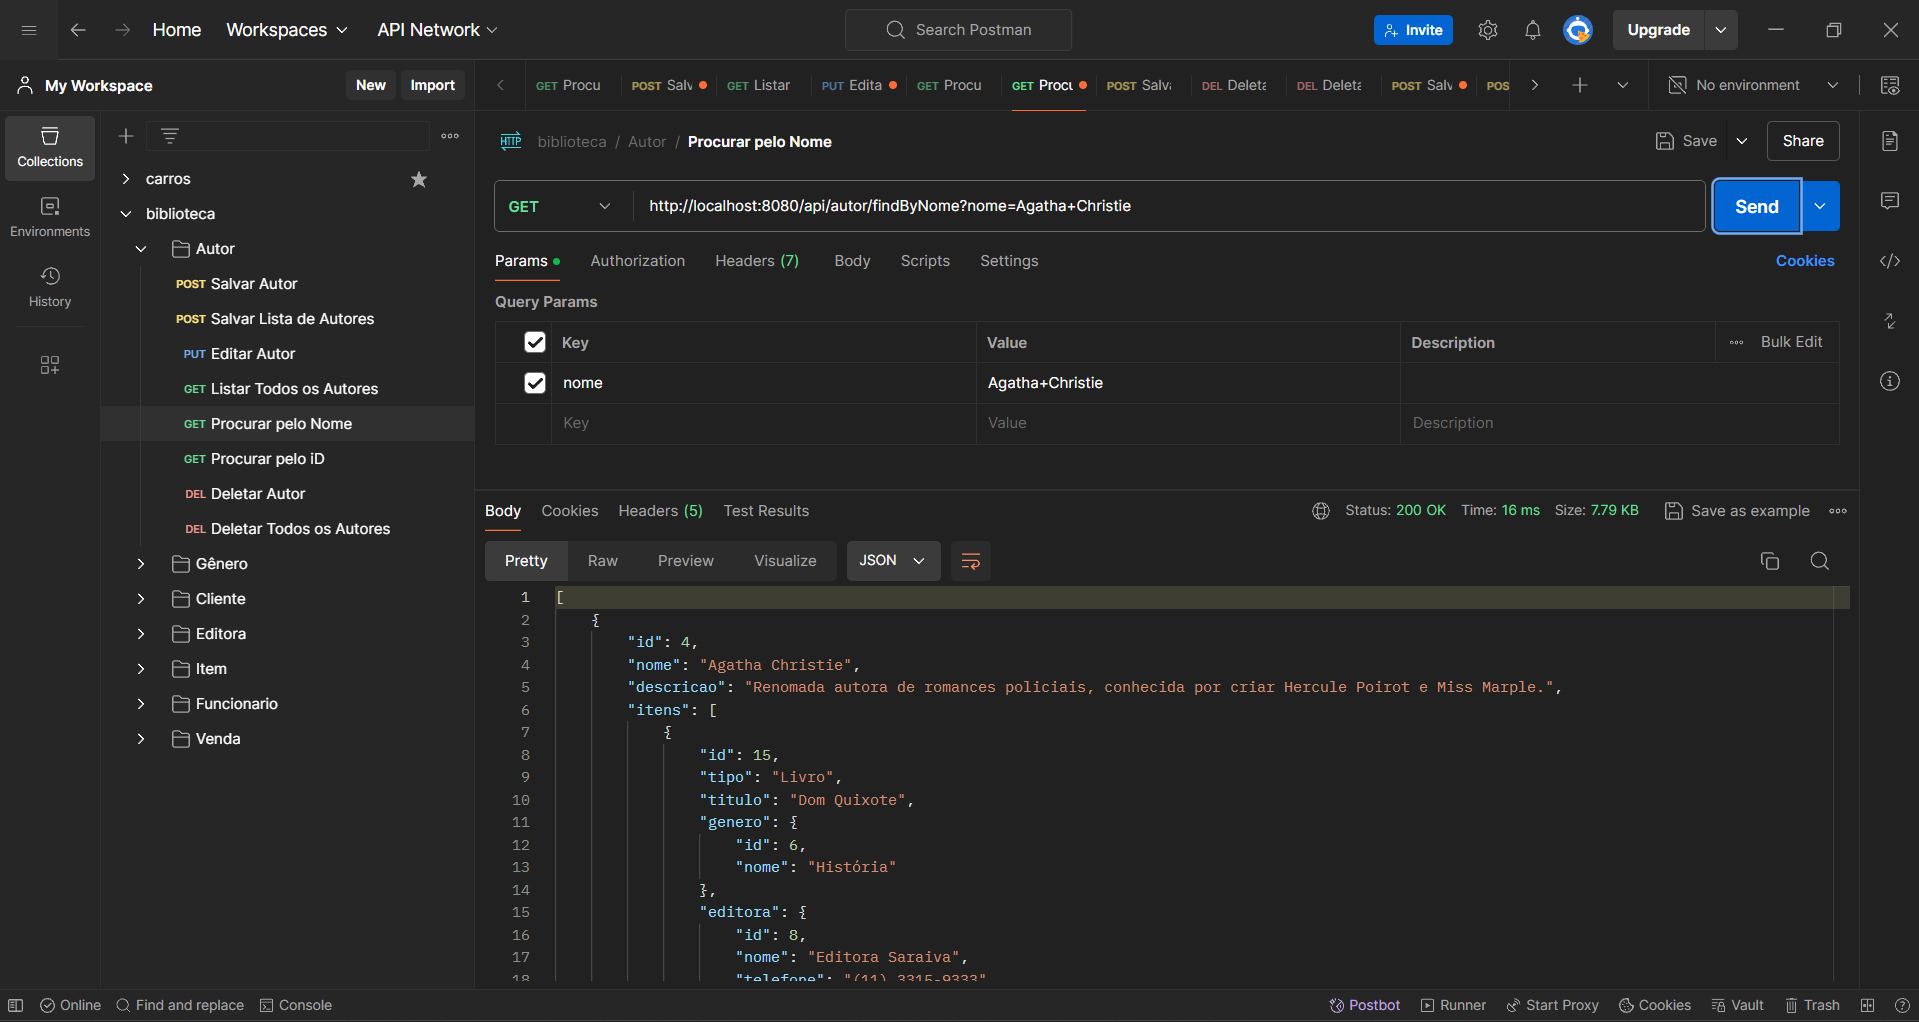 Home
Workspaces
API Network
Search Postman
Invite
Upgrade
My Workspace
New
Import
GET Procu
POST Salv
GET Listar
PUT Edita
GET Procu
GET Procu
POST Salv
DEL Delet
DEL Delet
POST Salv
POS
No environment
Collections
Environments
History
carros
biblioteca
Autor
POST Salvar Autor
POST Salvar Lista de Autores
PUT Editar Autor
GET Listar Todos os Autores
GET Procurar pelo Nome
GET Procurar pelo iD
DEL Deletar Autor
DEL Deletar Todos os Autores
Gênero
Cliente
Editora
Item
Funcionario
Venda
HTTP biblioteca / Autor / Procurar pelo Nome
Save
Share
GET
http://localhost:8080/api/autor/findByNome?nome=Agatha+Christie
Send
Params
Authorization
Headers (7)
Body
Scripts
Settings
Cookies
Query Params
Key Value Description Bulk Edit
nome Agatha+Christie
Key Value Description
Body Cookies Headers (5) Test Results
Status: 200 OK Time: 16 ms Size: 7.79 KB
Save as example
Pretty Raw Preview Visualize JSON
1 [
2 {
3 "id": 4,
4 "nome": "Agatha Christie",
5 "descricao": "Renomada autora de romances policiais, conhecida por criar Hercule Poirot e Miss Marple.",
6 "itens": [
7 {
8 "id": 15,
9 "tipo": "Livro",
10 "titulo": "Dom Quixote",
11 "genero": {
12 "id": 6,
13 "nome": "História"
14 },
15 "editora": {
16 "id": 8,
17 "nome": "Editora Saraiva",
18 "telefone": "(11) 3315-9333"
Online
Find and replace
Console
Postbot
Runner
Start Proxy
Cookies
Vault
Trash